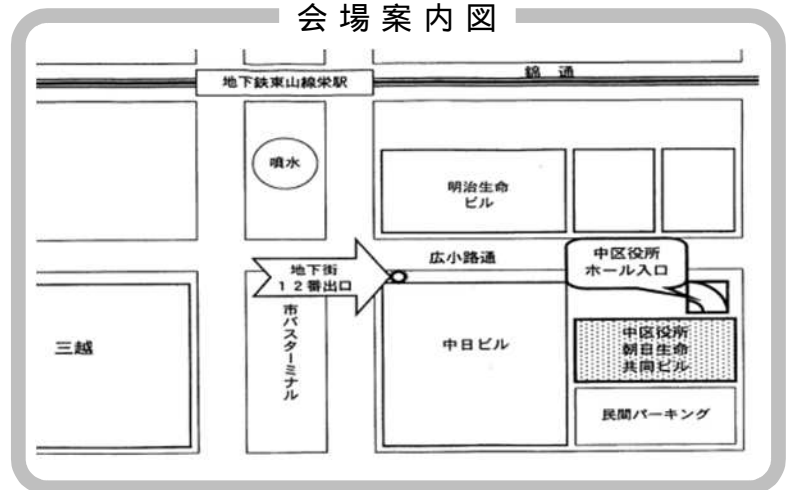 会場案内図
錦通
地下鉄東山線栄駅
噴水
明治生命
ビル
広小路通
中区役所
ホール入口
地下街
12番出口
三越
市バスターミナル
中日ビル
中区役所
朝日生命
共同ビル
民間パーキング